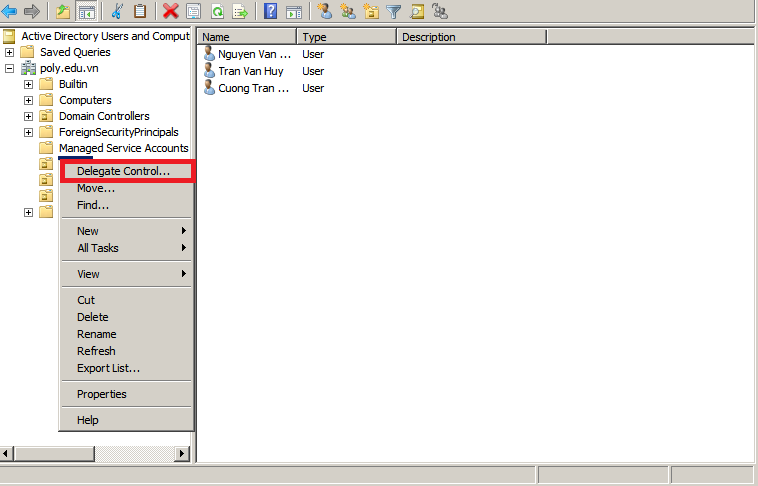 Active Directory Users and Comput
Saved Queries
poly.edu.vn
Builtin
Computers
Domain Controllers
ForeignSecurityPrincipals
Managed Service Accounts
Delegate Control...
Move...
Find...
New
All Tasks
View
Cut
Delete
Rename
Refresh
Export List...
Properties
Help
Name Type Description
Nguyen Van ... User
Tran Van Huy User
Cuong Tran ... User